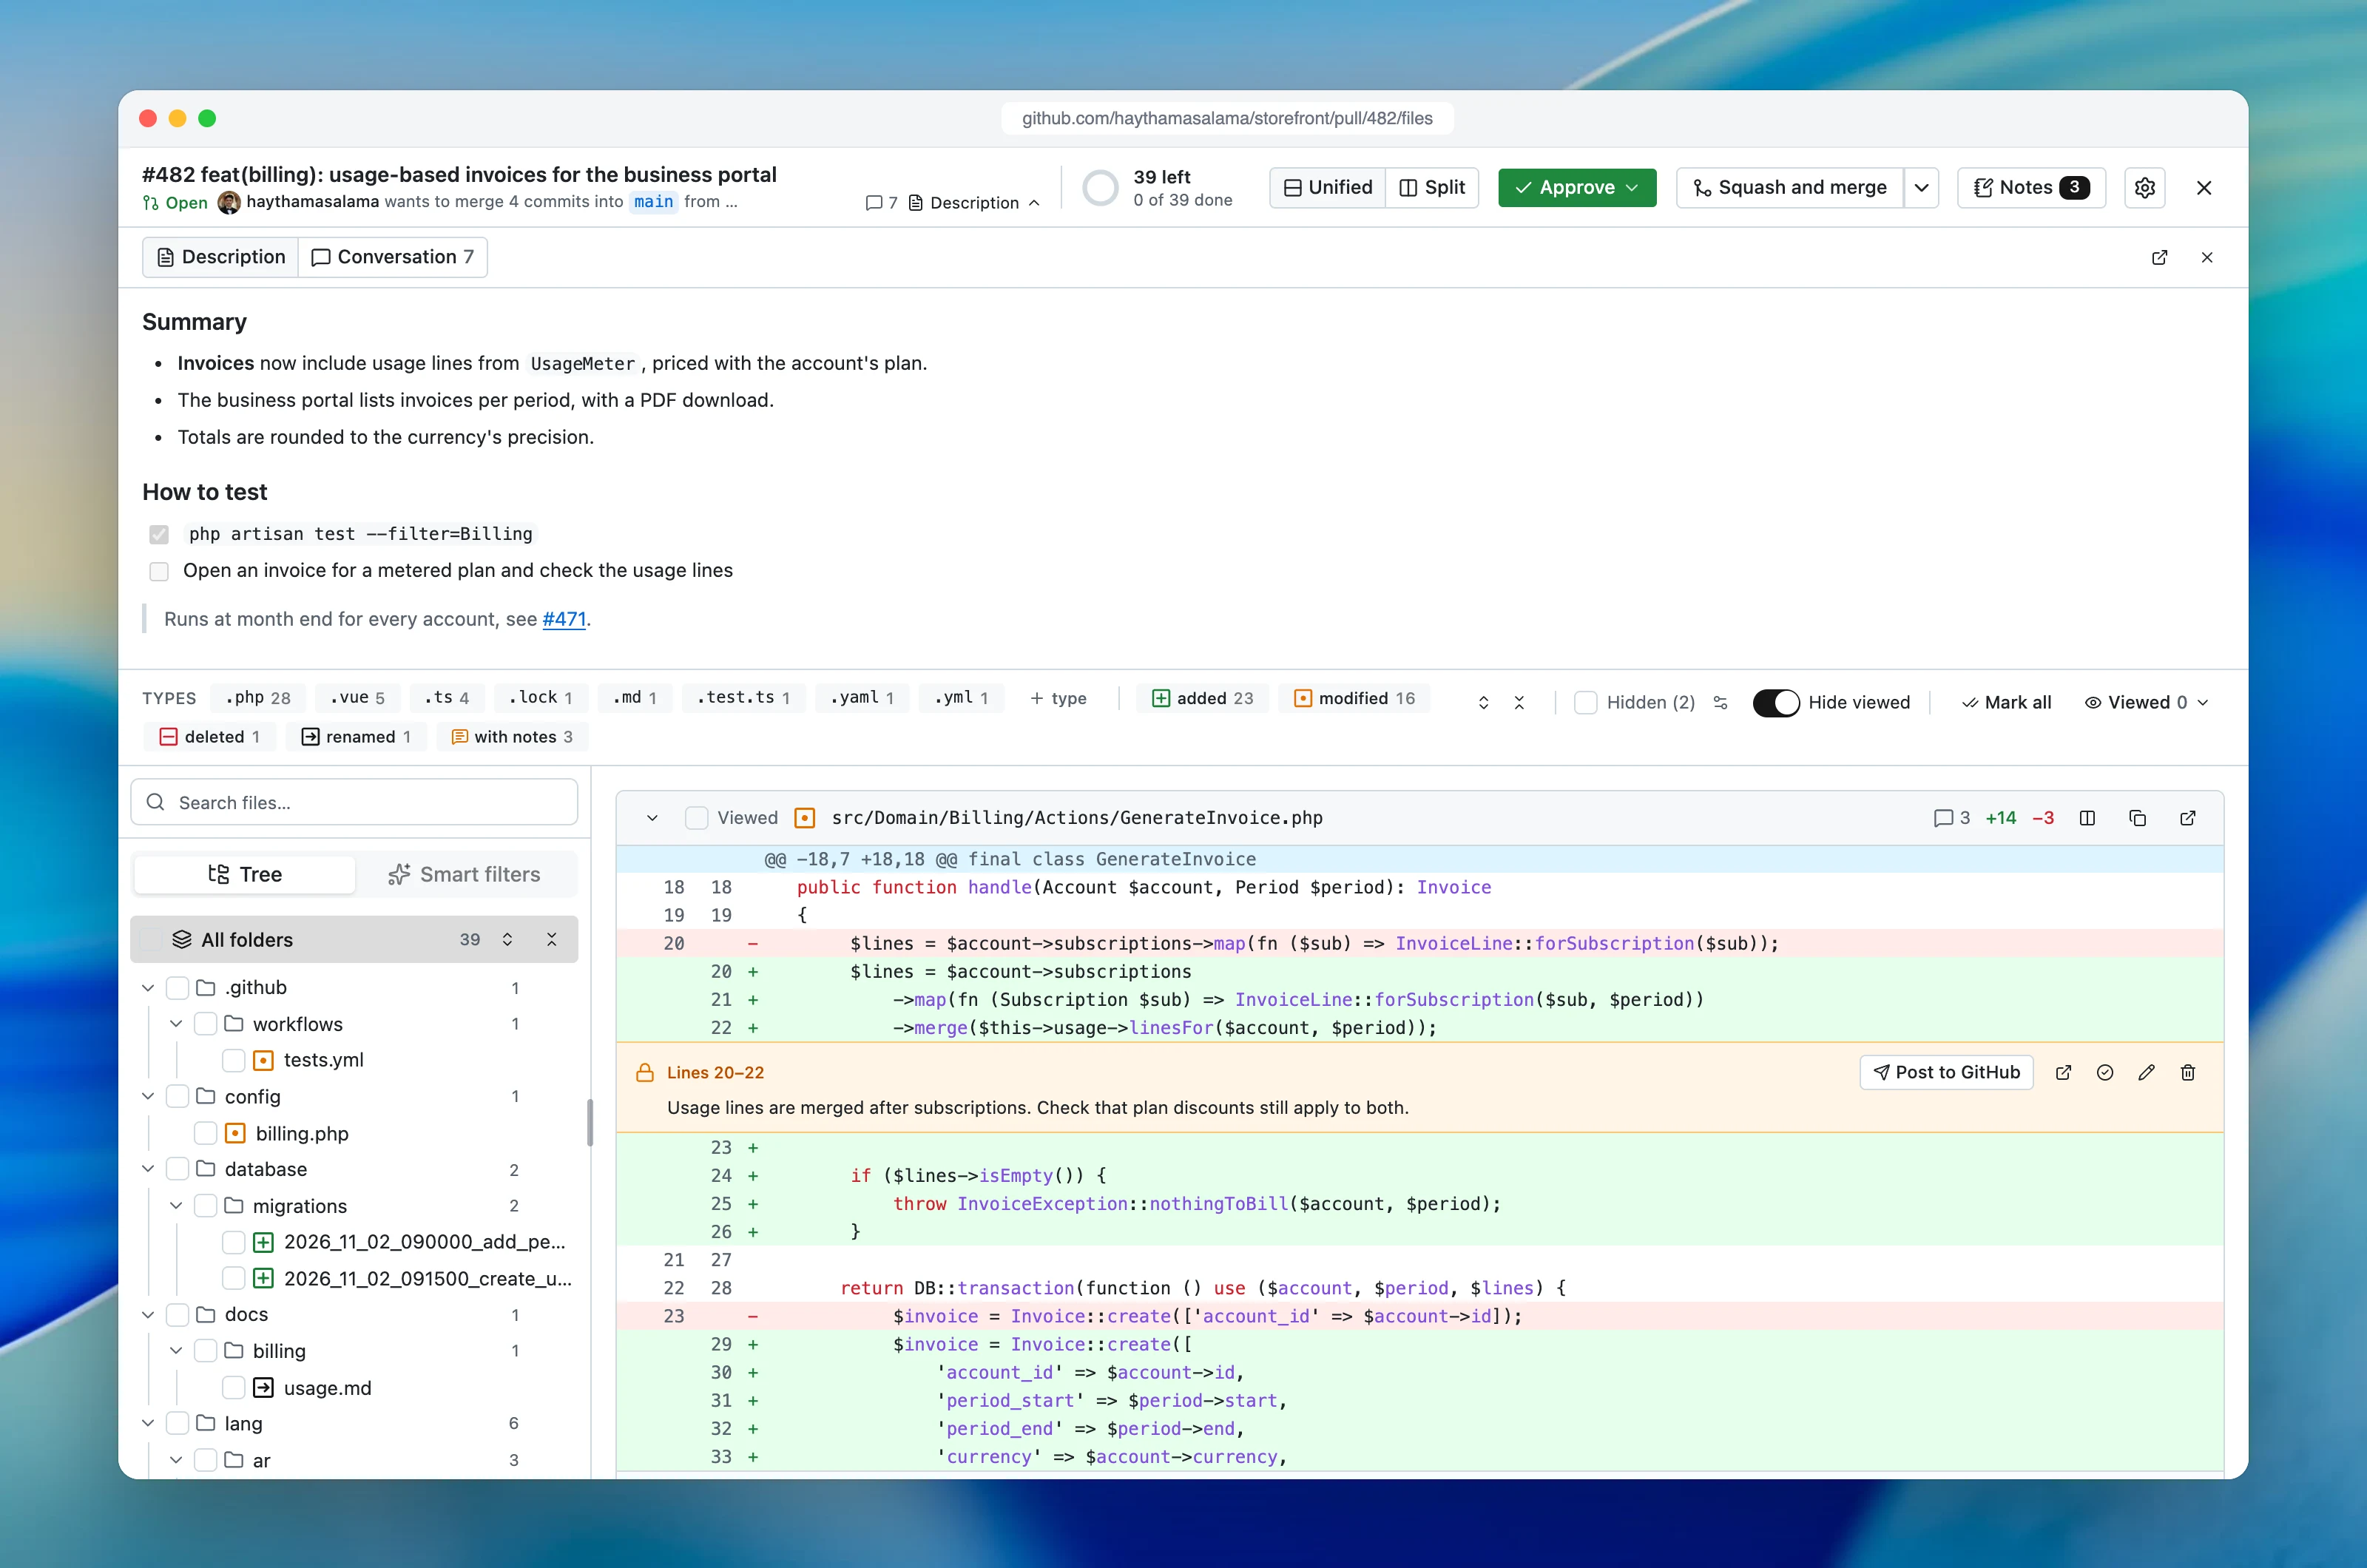 github.com/haythamasalama/storefront/pull/482/files
#482 feat(billing): usage-based invoices for the business portal
Open haythamasalama wants to merge 4 commits into main from ...
7 Description
39 left
0 of 39 done
Unified Split
Approve
Squash and merge
Notes 3
Description Conversation 7
Summary
• Invoices now include usage lines from UsageMeter, priced with the account's plan.
• The business portal lists invoices per period, with a PDF download.
• Totals are rounded to the currency's precision.
How to test
php artisan test --filter=Billing
Open an invoice for a metered plan and check the usage lines
Runs at month end for every account, see #471.
TYPES .php 28 .vue 5 .ts 4 .lock 1 .md 1 .test.ts 1 .yaml 1 .yml 1 + type added 23 modified 16
deleted 1 renamed 1 with notes 3
Hidden (2) Hide viewed Mark all Viewed 0
Search files...
Tree Smart filters
All folders 39
.github 1
workflows 1
tests.yml
config 1
billing.php
database 2
migrations 2
2026_11_02_090000_add_pe...
2026_11_02_091500_create_u...
docs 1
billing 1
usage.md
lang 6
ar 3
Viewed src/Domain/Billing/Actions/GenerateInvoice.php 3 +14 -3
@@ -18,7 +18,18 @@ final class GenerateInvoice
18 18 public function handle(Account $account, Period $period): Invoice
19 19 {
20 - $lines = $account->subscriptions->map(fn ($sub) => InvoiceLine::forSubscription($sub));
20 + $lines = $account->subscriptions
21 + ->map(fn (Subscription $sub) => InvoiceLine::forSubscription($sub, $period))
22 + ->merge($this->usage->linesFor($account, $period));
Lines 20–22 Post to GitHub
Usage lines are merged after subscriptions. Check that plan discounts still apply to both.
23 +
24 + if ($lines->isEmpty()) {
25 + throw InvoiceException::nothingToBill($account, $period);
26 + }
21 27
22 28 return DB::transaction(function () use ($account, $period, $lines) {
23 - $invoice = Invoice::create(['account_id' => $account->id]);
29 + $invoice = Invoice::create([
30 + 'account_id' => $account->id,
31 + 'period_start' => $period->start,
32 + 'period_end' => $period->end,
33 + 'currency' => $account->currency,